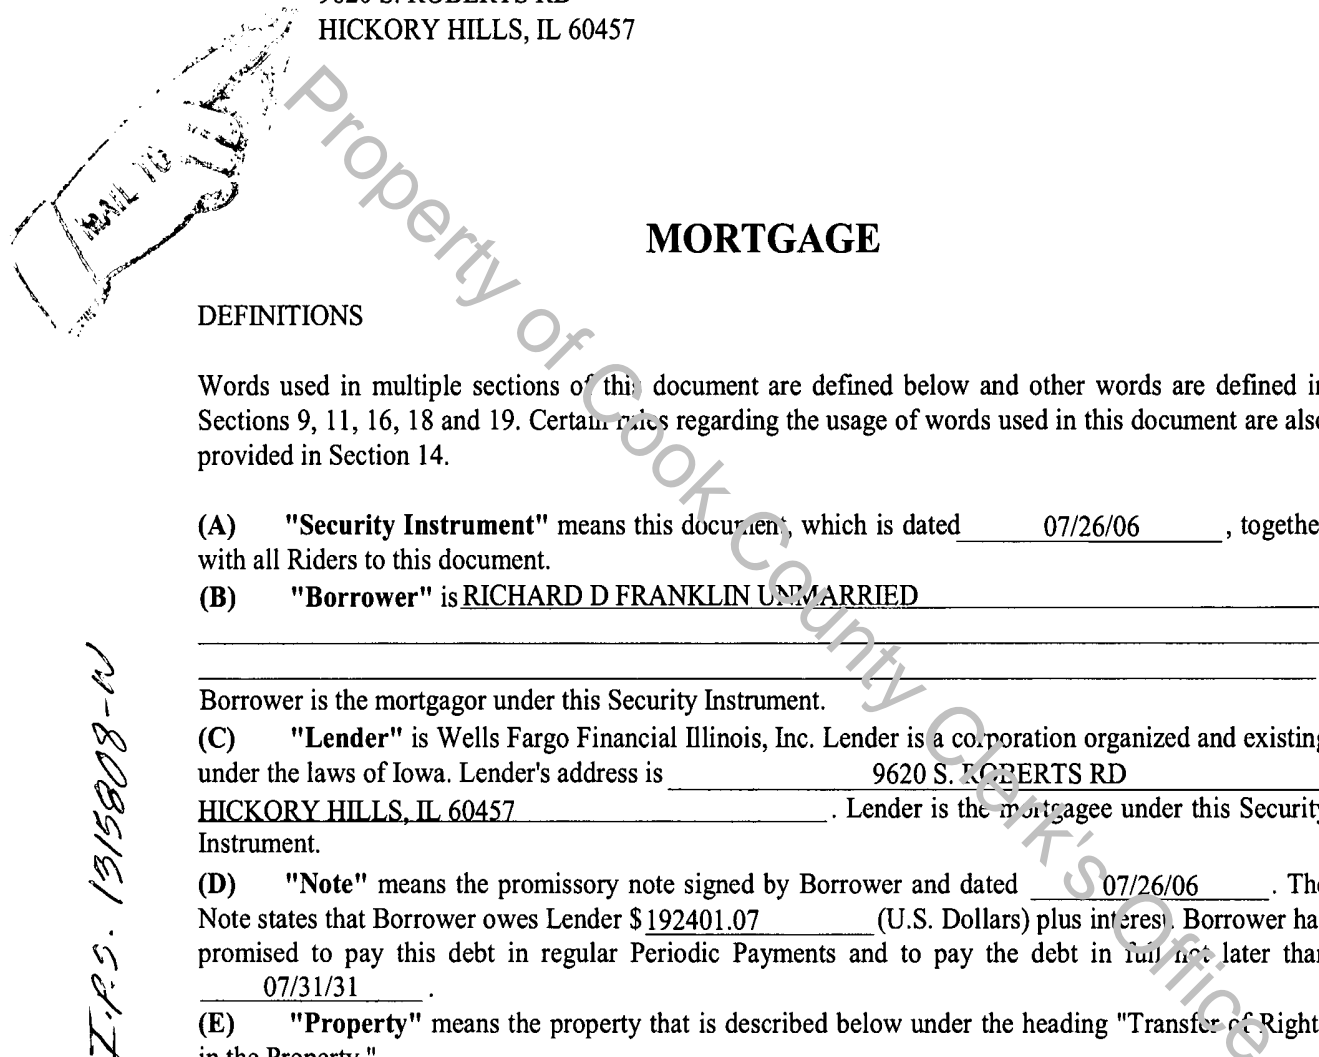 HICKORY HILLS, IL 60457
MAIL TO
Property of Cook County Clerk's Office
MORTGAGE
DEFINITIONS
Words used in multiple sections of this document are defined below and other words are defined in
Sections 9, 11, 16, 18 and 19. Certain rules regarding the usage of words used in this document are also
provided in Section 14.
(A) "Security Instrument" means this document, which is dated 07/26/06 , together
with all Riders to this document.
(B) "Borrower" is RICHARD D FRANKLIN UNMARRIED
Borrower is the mortgagor under this Security Instrument.
(C) "Lender" is Wells Fargo Financial Illinois, Inc. Lender is a corporation organized and existing
under the laws of Iowa. Lender's address is 9620 S. ROBERTS RD
HICKORY HILLS, IL 60457 . Lender is the mortgagee under this Security
Instrument.
(D) "Note" means the promissory note signed by Borrower and dated 07/26/06 . The
Note states that Borrower owes Lender $ 192401.07 (U.S. Dollars) plus interest. Borrower has
promised to pay this debt in regular Periodic Payments and to pay the debt in full not later than
07/31/31 .
(E) "Property" means the property that is described below under the heading "Transfer of Rights
in the Property."
I.P.S. 1315808-W